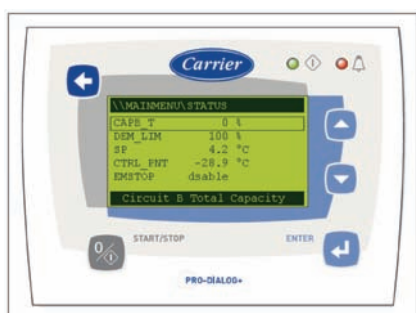 Carrier
\\MAINMENU\STATUS
CAPB_T 0 %
DEM_LIM 100 %
SP 4.2 °C
CTRL_PNT -28.9 °C
EMSTOP dsable
Circuit B Total Capacity
START/STOP
ENTER
PRO-DIALOG+